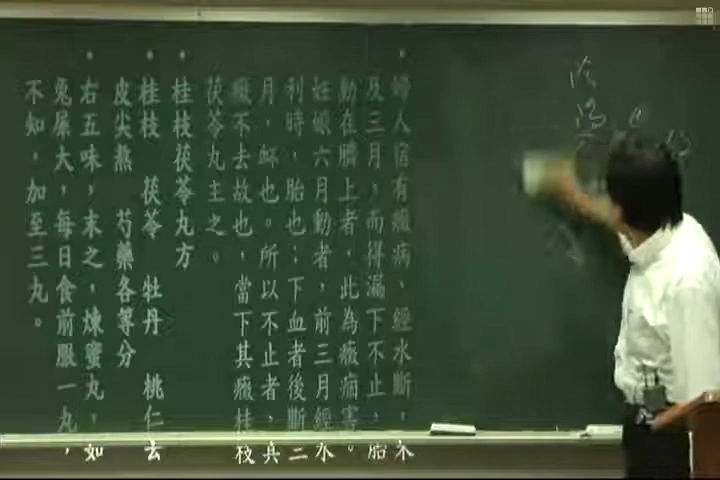 婦人宿有癥病，經水斷，未
及三月，而得漏下不止，胎
動在臍上者，此為癥痼害。
妊娠六月動者，前三月經水
利時，胎也；下血者後斷三
月，衃也。所以不止者，其
癥不去故也，當下其癥桂枝
茯苓丸主之。
桂枝茯苓丸方
桂枝 茯苓 牡丹 桃仁去
皮尖熬 芍藥各等分
右五味，末之，煉蜜丸，如
兔屎大，每日食前服一丸，
不知，加至三丸。